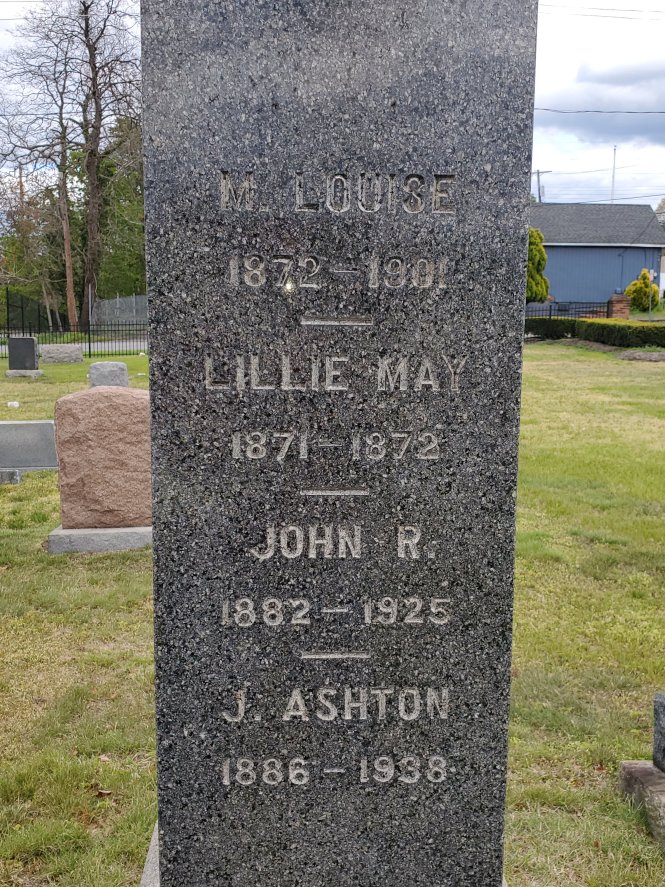 M. LOUISE
1872 – 1901
LILLIE MAY
1871 – 1872
JOHN R.
1882 – 1925
J. ASHTON
1886 – 1938